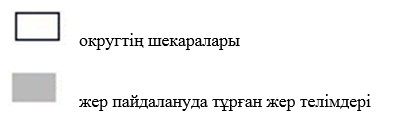 округтің шекаралары
жер пайдалануда тұрған жер телімдері